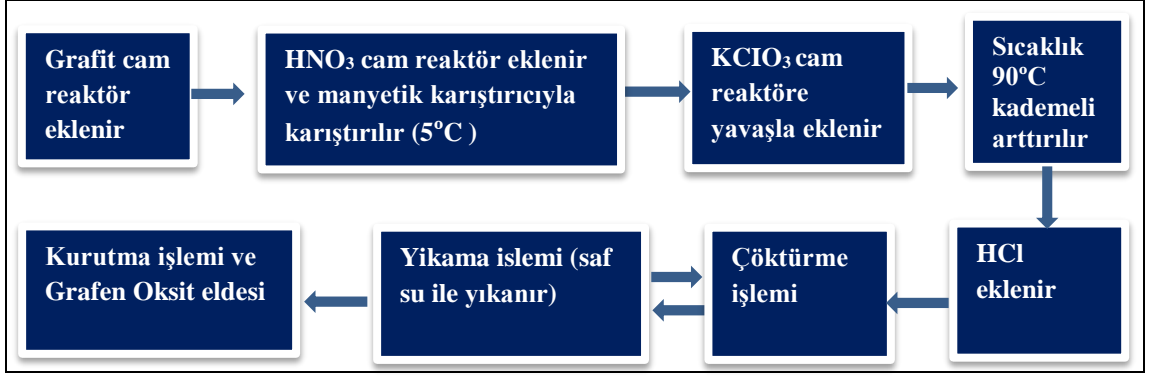 Grafit cam
reaktör
eklenir
HNO₃ cam reaktör eklenir
ve manyetik karıştırıcıyla
karıştırılır (5°C )
KCIO₃ cam
reaktöre
yavaşla eklenir
Sıcaklık
90°C
kademeli
arttırılır
HCl
eklenir
Çöktürme
işlemi
Yikama islemi (saf
su ile yıkanır)
Kurutma işlemi ve
Grafen Oksit eldesi